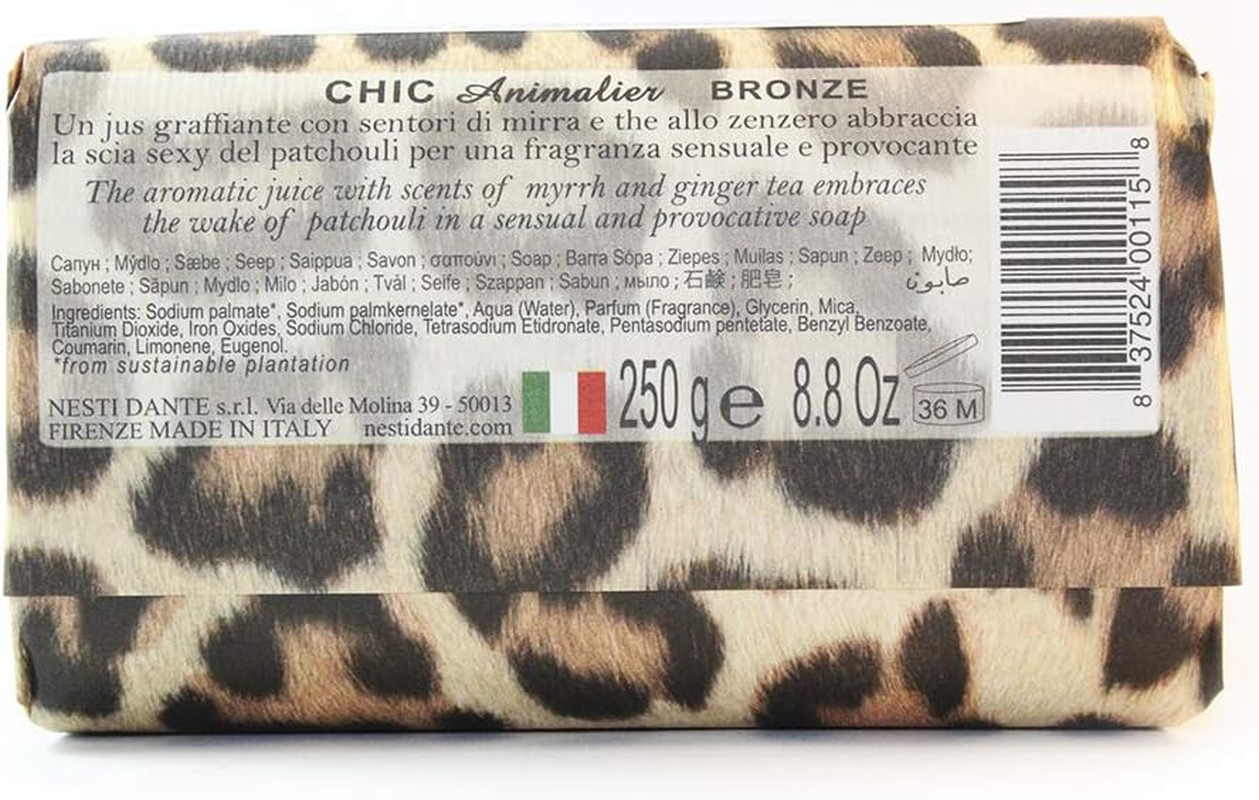 CHIC Animalier BRONZE
Un jus graffiante con sentori di mirra e the allo zenzero abbraccia
la scia sexy del patchouli per una fragranza sensuale e provocante
The aromatic juice with scents of myrrh and ginger tea embraces
the wake of patchouli in a sensual and provocative soap
Сапун ; Mýdlo ; Sæbe ; Seep ; Saippua ; Savon ; σαπούνι ; Soap ; Barra Sópa ; Ziepes ; Muilas ; Sapun ; Zeep ; Mydło;
Sabonete ; Săpun ; Mydlo ; Milo ; Jabón ; Tvål ; Seife ; Szappan ; Sabun ; мыло ; 石鹸 ; 肥皂 ; صابون
Ingredients: Sodium palmate*, Sodium palmkernelate*, Aqua (Water), Parfum (Fragrance), Glycerin, Mica,
Titanium Dioxide, Iron Oxides, Sodium Chloride, Tetrasodium Etidronate, Pentasodium pentetate, Benzyl Benzoate,
Coumarin, Limonene, Eugenol.
*from sustainable plantation
NESTI DANTE s.r.l. Via delle Molina 39 - 50013
FIRENZE MADE IN ITALY nestidante.com
250 g e 8.8 Oz
36 M
8 37524 00115 8